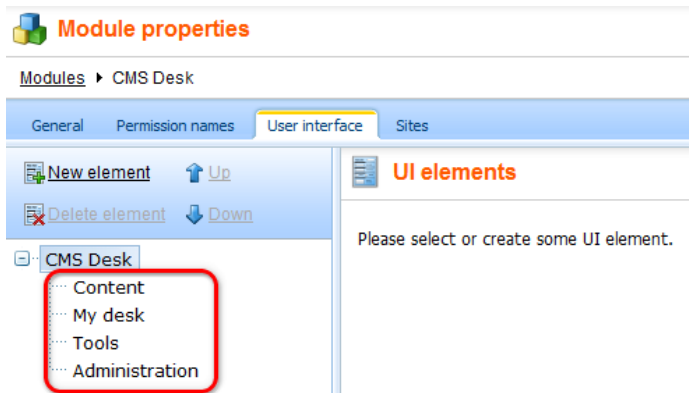 Module properties
Modules ▸ CMS Desk
General Permission names User interface Sites
New element Up
Delete element Down
UI elements
Please select or create some UI element.
CMS Desk
Content
My desk
Tools
Administration